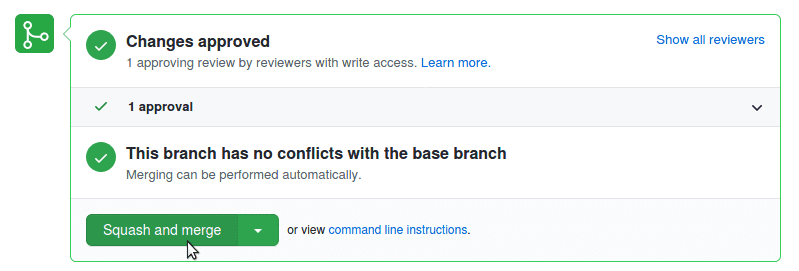 Changes approved
Show all reviewers
1 approving review by reviewers with write access. Learn more.
1 approval
This branch has no conflicts with the base branch
Merging can be performed automatically.
Squash and merge
or view command line instructions.